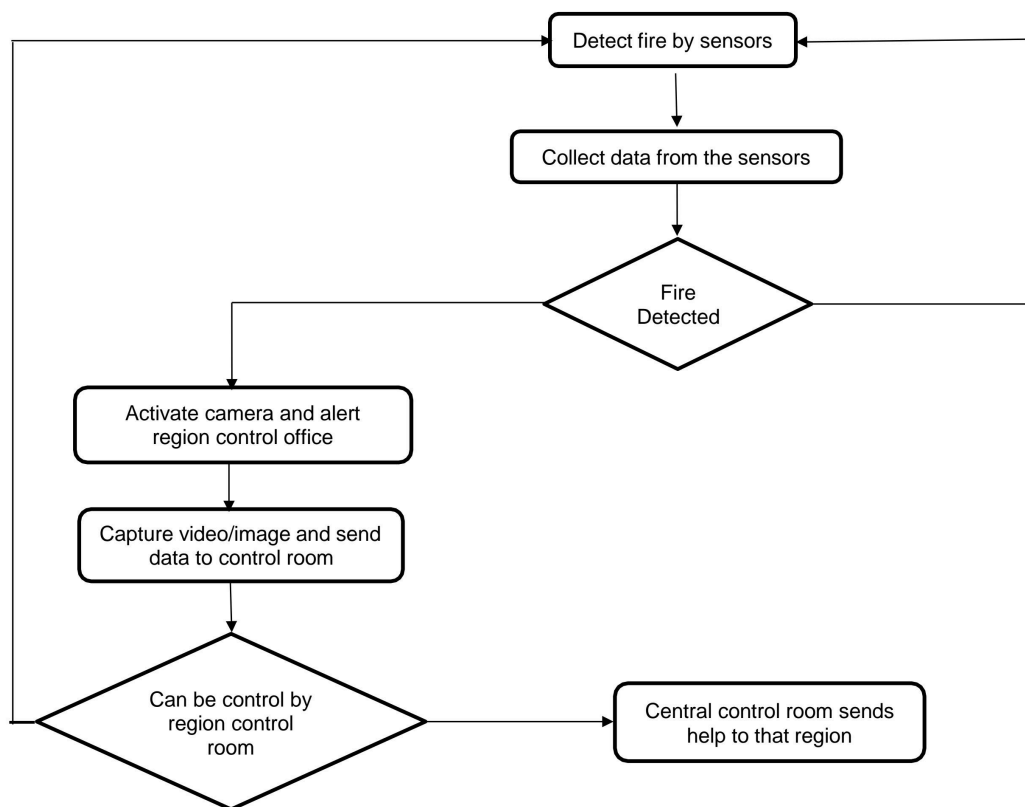 Detect fire by sensors
Collect data from the sensors
Fire
Detected
Activate camera and alert
region control office
Capture video/image and send
data to control room
Can be control by
region control
room
Central control room sends
help to that region